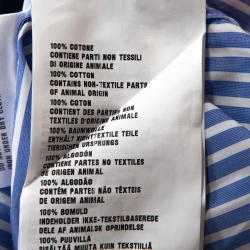 100% COTONE
CONTIENE PARTI NON TESSILI
DI ORIGINE ANIMALE
100% COTTON
CONTAINS NON-TEXTILE PARTS
OF ANIMAL ORIGIN
100% COTON
CONTIENT DES PARTIES NON
TEXTILES D'ORIGINE ANIMALE
100% BAUMWOLLE
ENTHÄLT NICHTTEXTILE TEILE
TIERISCHEN URSPRUNGS
100% ALGODÓN
CONTIENE PARTES NO TEXTILES
DE ORIGEN ANIMAL
100% ALGODÃO
CONTÉM PARTES NÃO TÊXTEIS
DE ORIGEM ANIMAL
100% BOMULD
INDEHOLDER IKKE-TEKSTILBASEREDE
DELE AF ANIMALSK OPRINDELSE
100% PUUVILLA
SISÄLTÄÄ MUUTA KUIN TEKSTIILIÄ